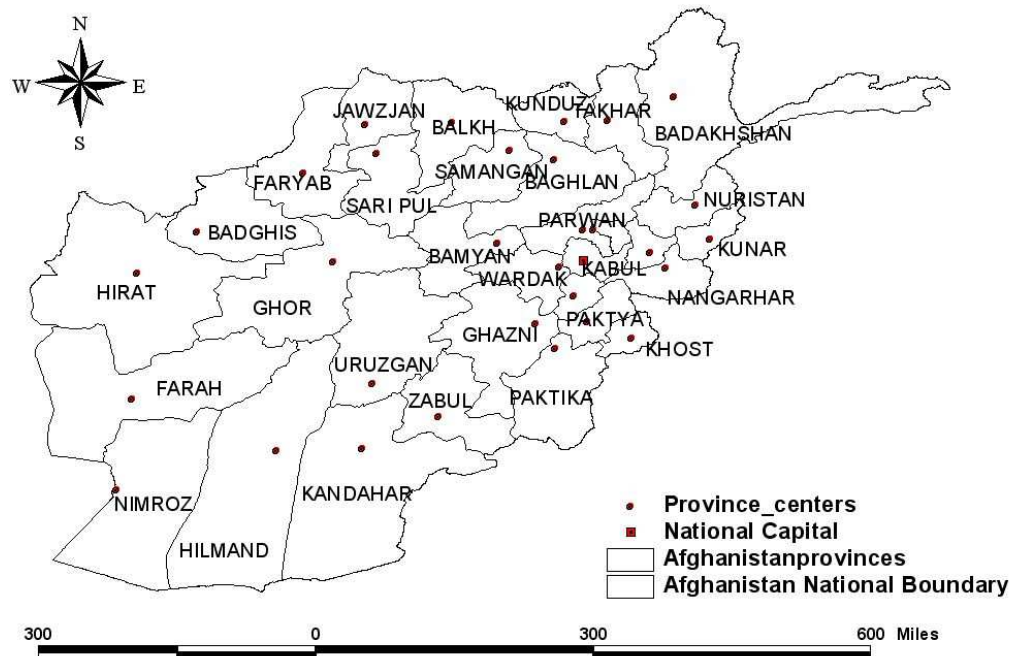 N
W E
S
JAWZJAN
BALKH
KUNDUZ
TAKHAR
BADAKHSHAN
FARYAB
SARI PUL
SAMANGAN
BAGHLAN
NURISTAN
BADGHIS
PARWAN
KUNAR
HIRAT
GHOR
BAMYAN
WARDAK
KABUL
NANGARHAR
GHAZNI
PAKTYA
KHOST
FARAH
URUZGAN
ZABUL
PAKTIKA
NIMROZ
HILMAND
KANDAHAR
Province_centers
National Capital
Afghanistanprovinces
Afghanistan National Boundary
300 0 300 600 Miles